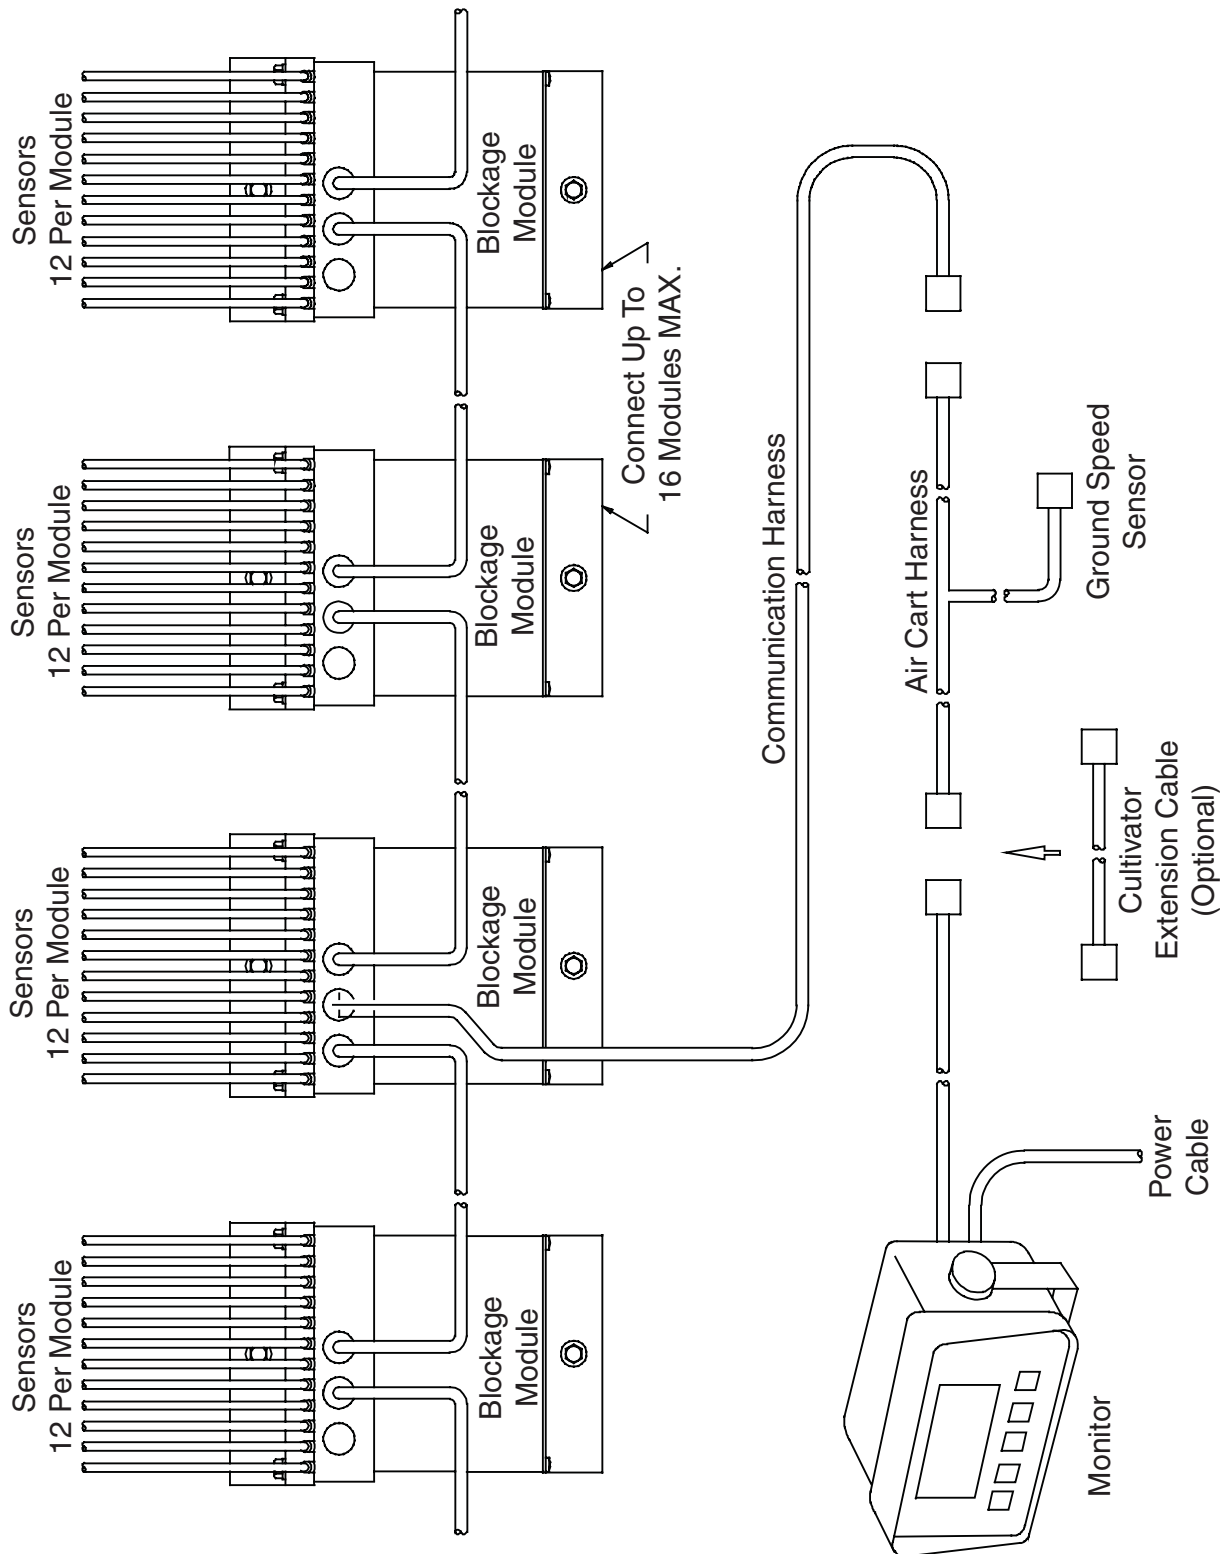 Sensors
12 Per Module
Sensors
12 Per Module
Sensors
12 Per Module
Sensors
12 Per Module
Blockage
Module
Blockage
Module
Blockage
Module
Blockage
Module
Connect Up To
16 Modules MAX.
Communication Harness
Air Cart Harness
Ground Speed
Sensor
Cultivator
Extension Cable
(Optional)
Power
Cable
Monitor